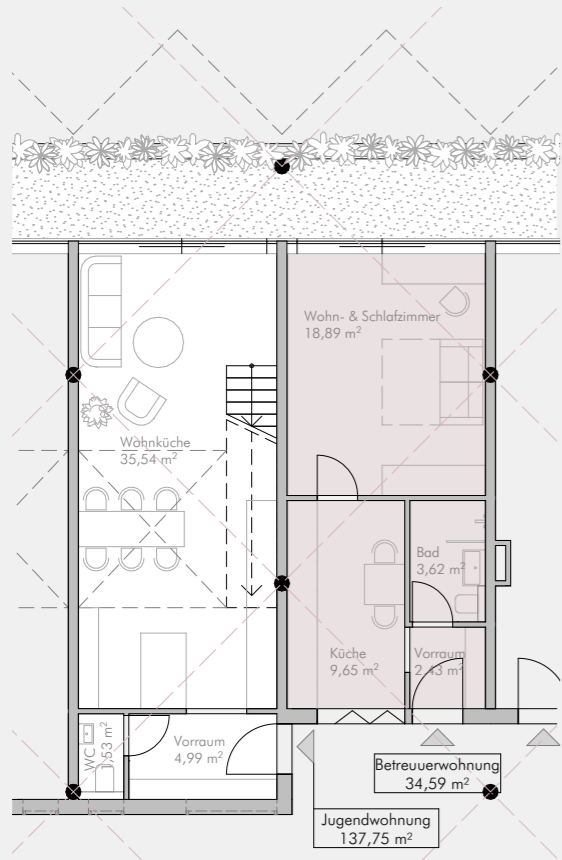 Wohn- & Schlafzimmer
18,89 m²
Wohnküche
35,54 m²
Bad
3,62 m²
Küche
9,65 m²
Vorraum
2,43 m²
WC
1,53 m²
Vorraum
4,99 m²
Betreuerwohnung
34,59 m²
Jugendwohnung
137,75 m²